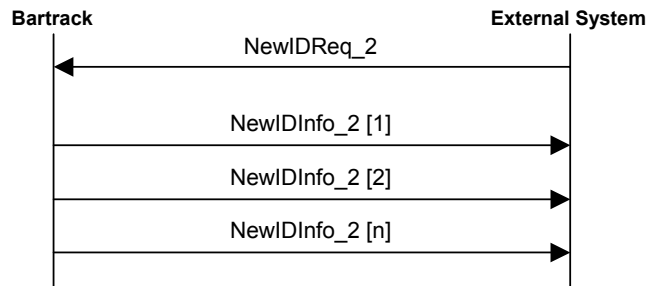 Bartrack
External System
NewIDReq_2
NewIDInfo_2 [1]
NewIDInfo_2 [2]
NewIDInfo_2 [n]